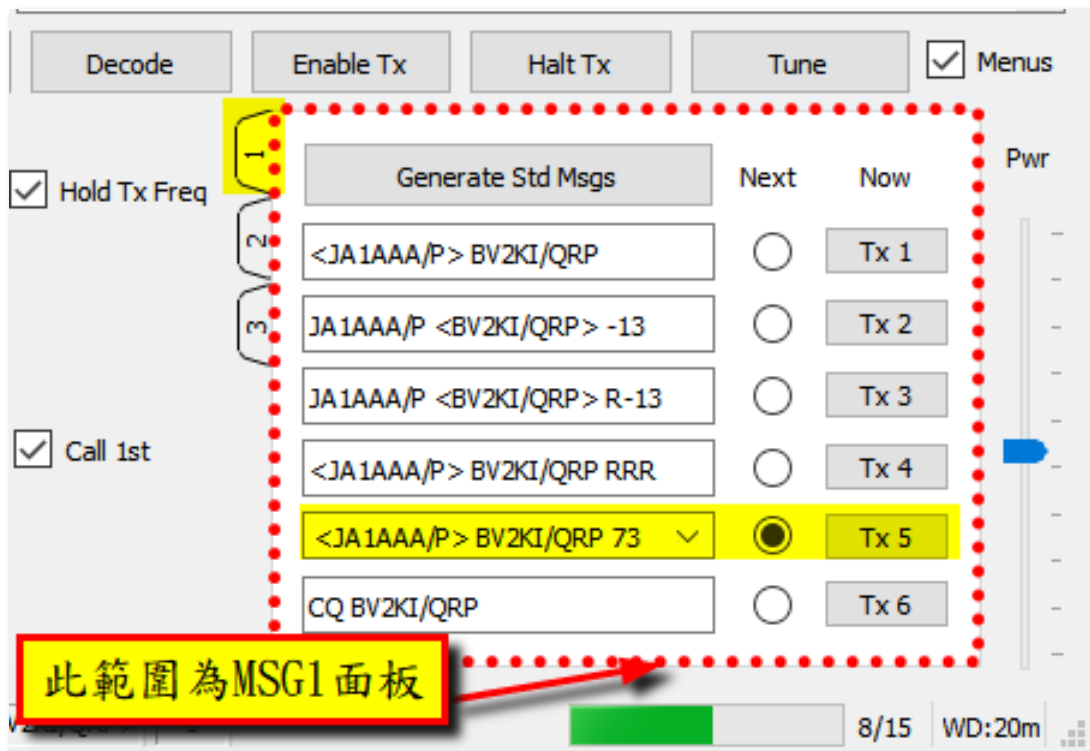 Decode Enable Tx Halt Tx Tune Menus
1 Generate Std Msgs Next Now Pwr
Hold Tx Freq
2 <JA1AAA/P> BV2KI/QRP Tx 1
3 JA1AAA/P <BV2KI/QRP> -13 Tx 2
JA1AAA/P <BV2KI/QRP> R-13 Tx 3
Call 1st <JA1AAA/P> BV2KI/QRP RRR Tx 4
<JA1AAA/P> BV2KI/QRP 73 Tx 5
CQ BV2KI/QRP Tx 6
此範圍為MSG1面板
8/15 WD:20m